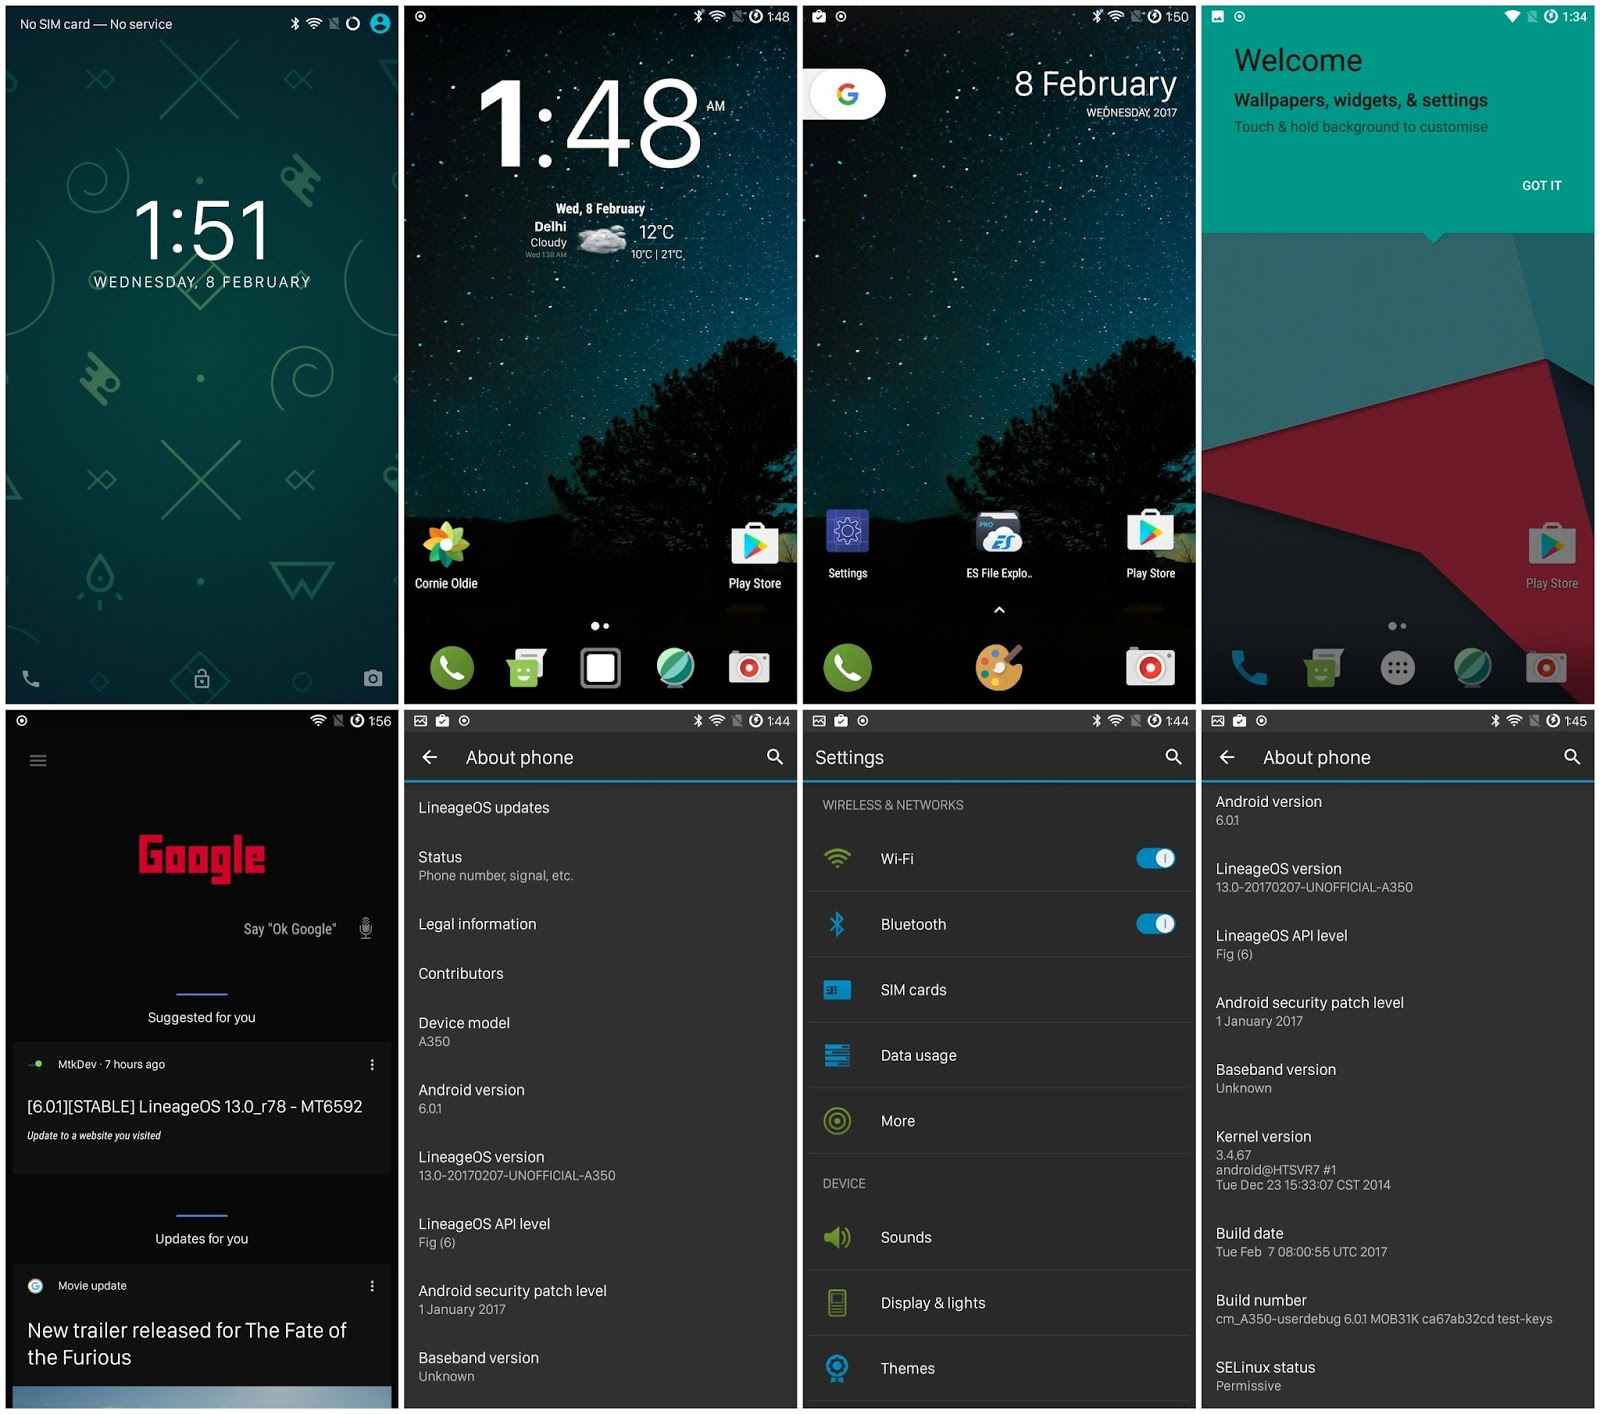 No SIM card — No service
1:51
WEDNESDAY, 8 FEBRUARY
1:48
1:48
AM
Wed, 8 February
Delhi
Cloudy
Wed 1:38 AM
12°C
10°C | 21°C
Cornie Oldie
Play Store
1:50
G
8 February
WEDNESDAY, 2017
Settings
PRO
ES
ES File Explo..
Play Store
1:34
Welcome
Wallpapers, widgets, & settings
Touch & hold background to customise
GOT IT
Play Store
1:56
Google
Say "Ok Google"
Suggested for you
MtkDev · 7 hours ago
[6.0.1][STABLE] LineageOS 13.0_r78 - MT6592
Update to a website you visited
Updates for you
G
Movie update
New trailer released for The Fate of
the Furious
1:44
About phone
LineageOS updates
Status
Phone number, signal, etc.
Legal information
Contributors
Device model
A350
Android version
6.0.1
LineageOS version
13.0-20170207-UNOFFICIAL-A350
LineageOS API level
Fig (6)
Android security patch level
1 January 2017
Baseband version
Unknown
1:44
Settings
WIRELESS & NETWORKS
Wi-Fi
Bluetooth
SIM cards
Data usage
More
DEVICE
Sounds
Display & lights
Themes
1:45
About phone
Android version
6.0.1
LineageOS version
13.0-20170207-UNOFFICIAL-A350
LineageOS API level
Fig (6)
Android security patch level
1 January 2017
Baseband version
Unknown
Kernel version
3.4.67
android@HTSVR7 #1
Tue Dec 23 15:33:07 CST 2014
Build date
Tue Feb  7 08:00:55 UTC 2017
Build number
cm_A350-userdebug 6.0.1 MOB31K ca67ab32cd test-keys
SELinux status
Permissive